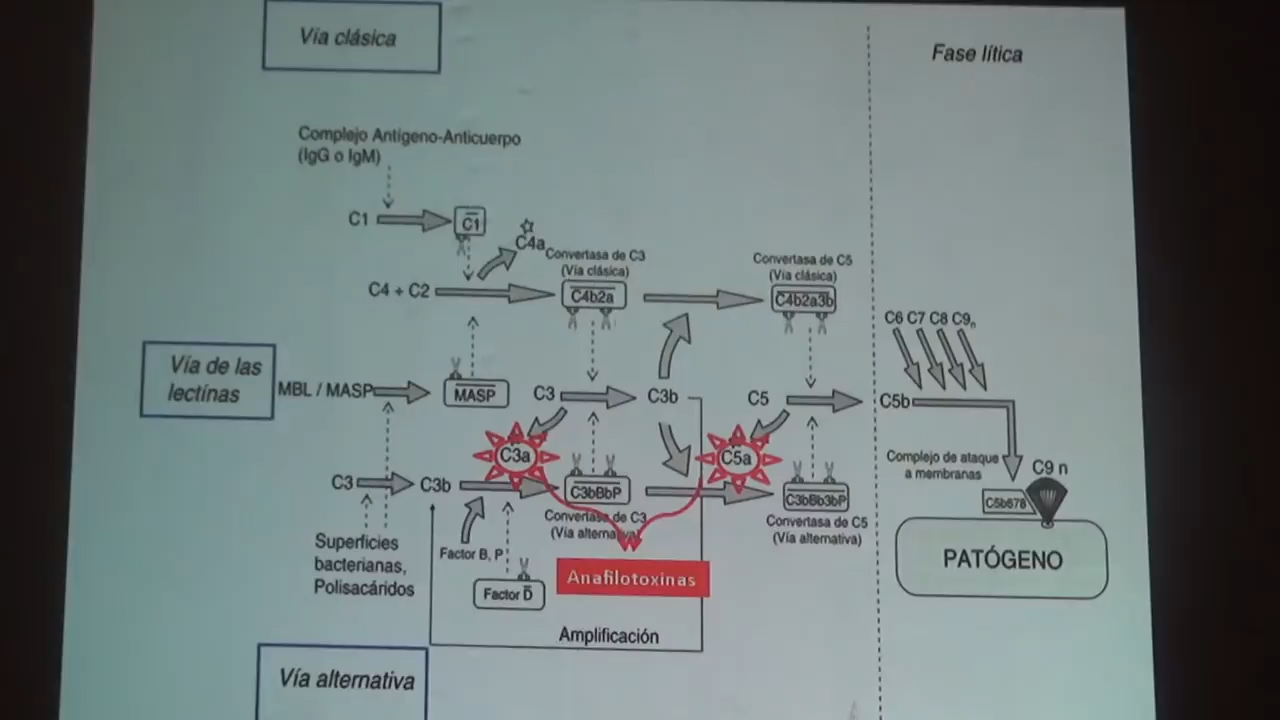 Vía clásica
Fase lítica
Complejo Antígeno-Anticuerpo
(IgG o IgM)
C1
C1
C4a
Convertasa de C3
(Vía clásica)
Convertasa de C5
(Vía clásica)
C4 + C2
C4b2a
C4b2a3b
C6 C7 C8 C9n
Vía de las
lectínas
MBL / MASP
MASP
C3
C3b
C5
C5b
C3a
C5a
Complejo de ataque
a membranas
C9 n
C3
C3b
C3bBbP
C3bBb3bP
C5b678
Convertasa de C3
(Vía alternativa)
Convertasa de C5
(Vía alternativa)
Superficies
bacterianas,
Polisacáridos
Factor B, P
Factor D
Anafilotoxinas
PATÓGENO
Amplificación
Vía alternativa